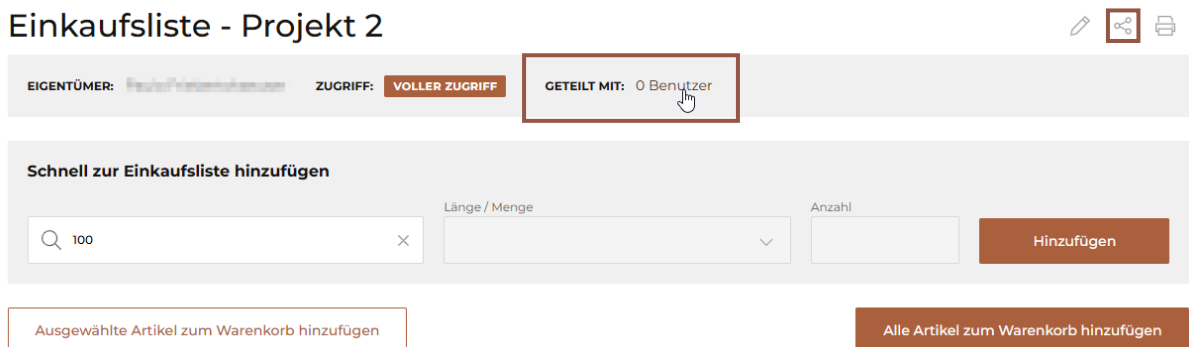 Einkaufsliste - Projekt 2
EIGENTÜMER: ZUGRIFF: VOLLER ZUGRIFF GETEILT MIT: 0 Benutzer
Schnell zur Einkaufsliste hinzufügen
Länge / Menge Anzahl
100 Hinzufügen
Ausgewählte Artikel zum Warenkorb hinzufügen Alle Artikel zum Warenkorb hinzufügen